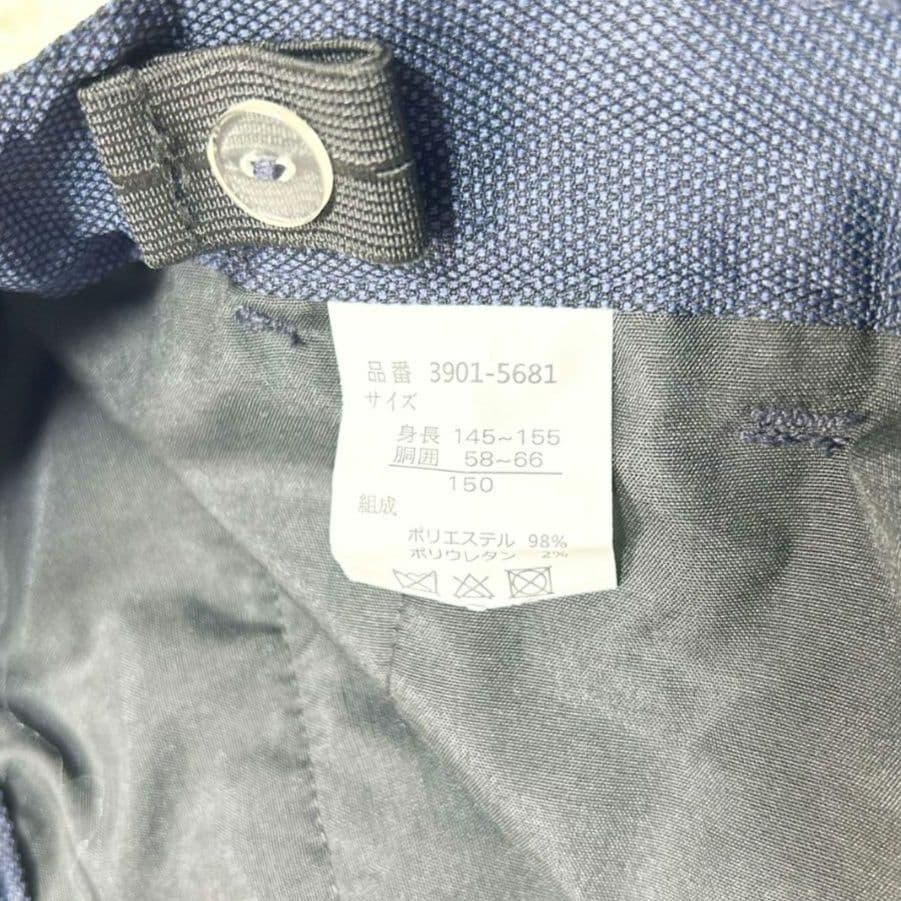 品番 3901-5681
サイズ
身長 145~155
胴囲 58~66
150
組成
ポリエステル 98%
ポリウレタン 2%